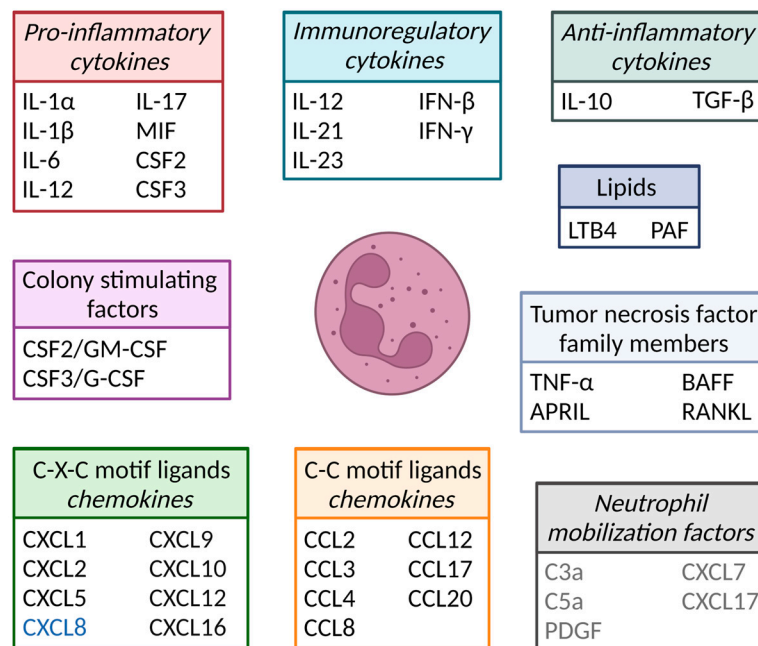 Pro-inflammatory
cytokines
IL-1α IL-17
IL-1β MIF
IL-6 CSF2
IL-12 CSF3
Immunoregulatory
cytokines
IL-12 IFN-β
IL-21 IFN-γ
IL-23
Anti-inflammatory
cytokines
IL-10 TGF-β
Lipids
LTB4 PAF
Colony stimulating
factors
CSF2/GM-CSF
CSF3/G-CSF
Tumor necrosis factor
family members
TNF-α BAFF
APRIL RANKL
C-X-C motif ligands
chemokines
CXCL1 CXCL9
CXCL2 CXCL10
CXCL5 CXCL12
CXCL8 CXCL16
C-C motif ligands
chemokines
CCL2 CCL12
CCL3 CCL17
CCL4 CCL20
CCL8
Neutrophil
mobilization factors
C3a CXCL7
C5a CXCL17
PDGF